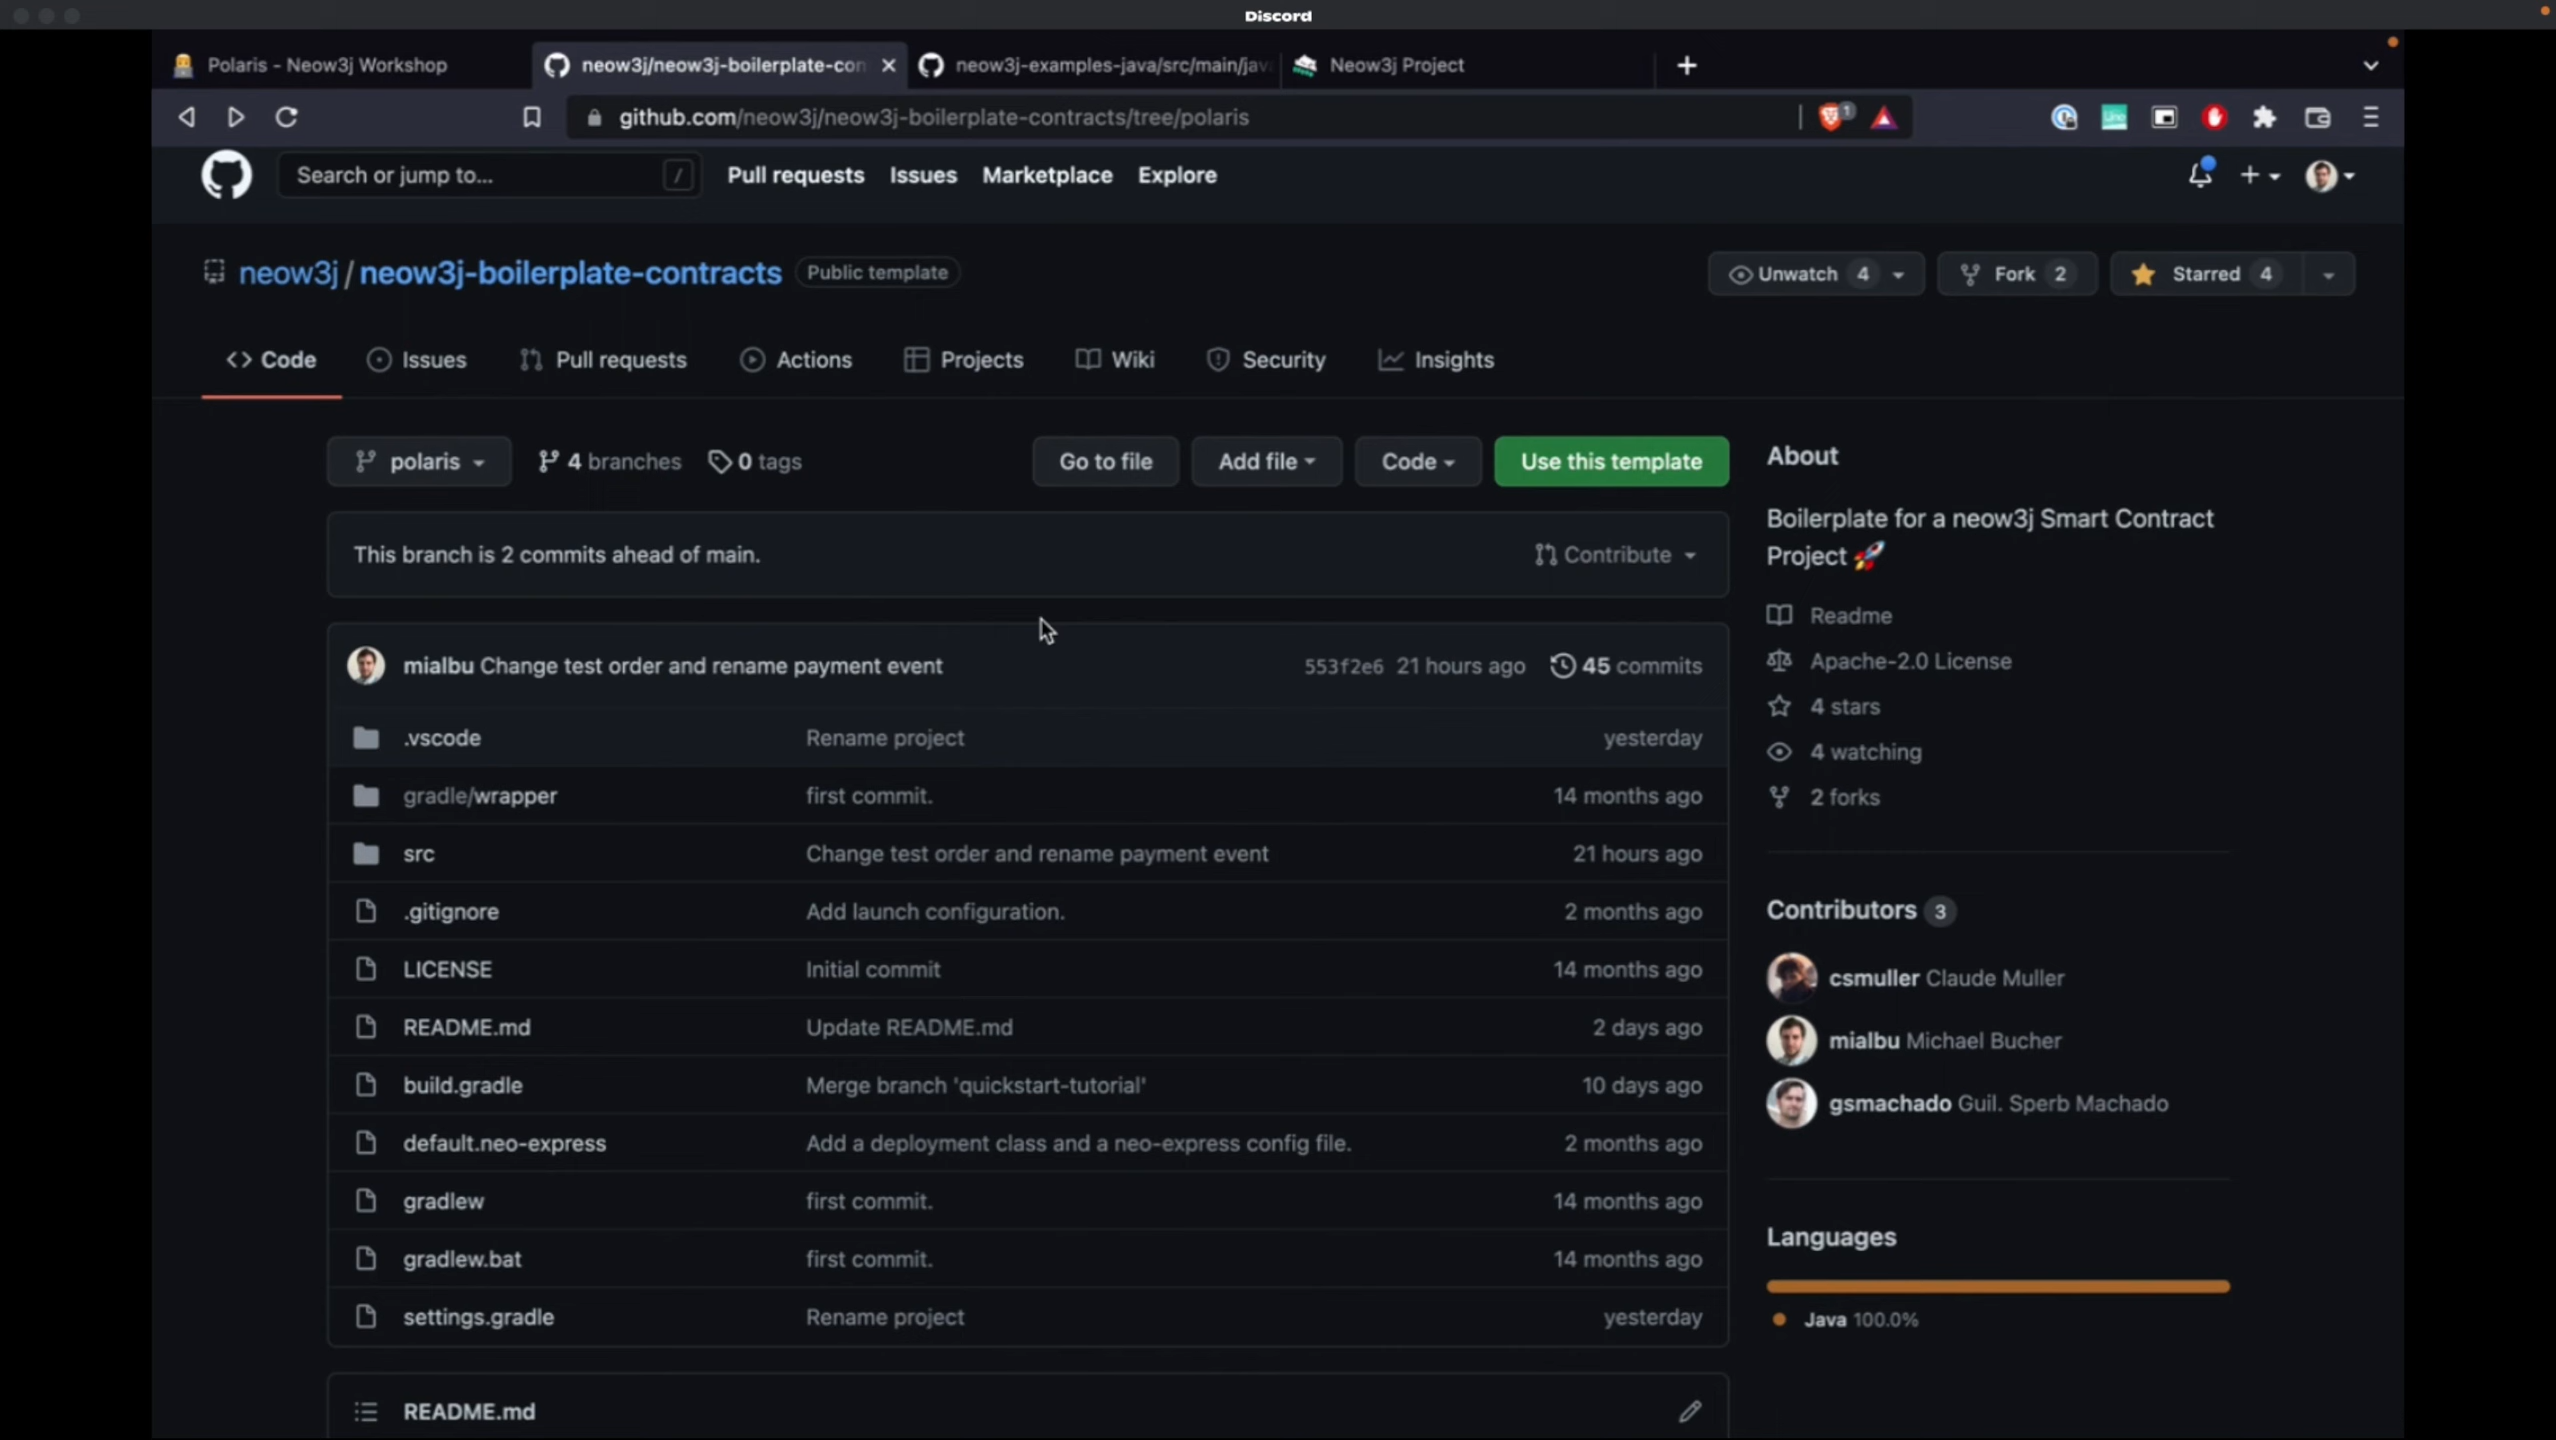 Discord
Polaris - Neow3j Workshop
neow3j/neow3j-boilerplate-con
neow3j-examples-java/src/main/java
Neow3j Project
github.com/neow3j/neow3j-boilerplate-contracts/tree/polaris
1
Search or jump to...
/
Pull requests
Issues
Marketplace
Explore
neow3j / neow3j-boilerplate-contracts
Public template
Unwatch 4
Fork 2
Starred 4
Code
Issues
Pull requests
Actions
Projects
Wiki
Security
Insights
polaris
4 branches
0 tags
Go to file
Add file
Code
Use this template
This branch is 2 commits ahead of main.
Contribute
mialbu Change test order and rename payment event
553f2e6 21 hours ago
45 commits
.vscode Rename project yesterday
gradle/wrapper first commit. 14 months ago
src Change test order and rename payment event 21 hours ago
.gitignore Add launch configuration. 2 months ago
LICENSE Initial commit 14 months ago
README.md Update README.md 2 days ago
build.gradle Merge branch 'quickstart-tutorial' 10 days ago
default.neo-express Add a deployment class and a neo-express config file. 2 months ago
gradlew first commit. 14 months ago
gradlew.bat first commit. 14 months ago
settings.gradle Rename project yesterday
README.md
About
Boilerplate for a neow3j Smart Contract
Project 🚀
Readme
Apache-2.0 License
4 stars
4 watching
2 forks
Contributors 3
csmuller Claude Muller
mialbu Michael Bucher
gsmachado Guil. Sperb Machado
Languages
Java 100.0%